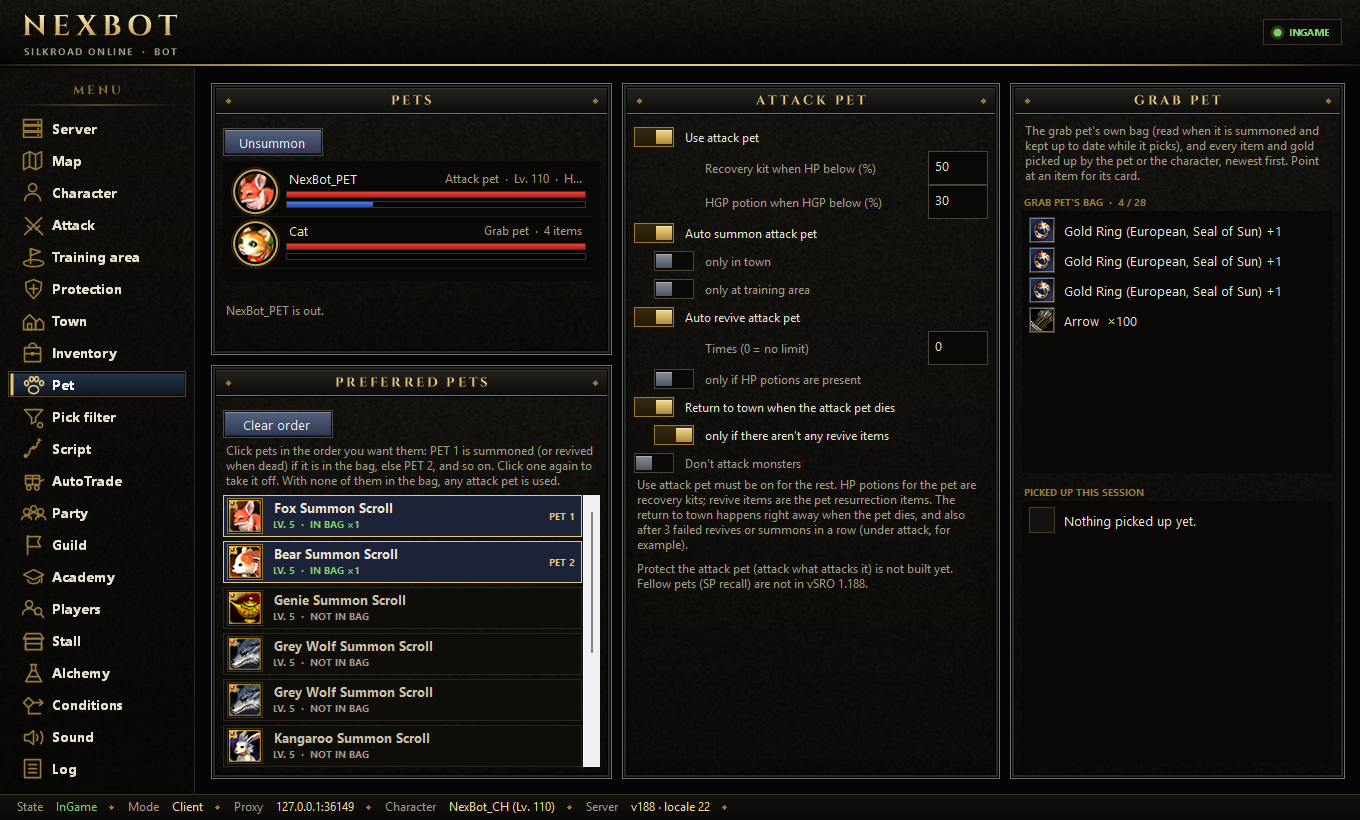 NEXBOT
SILKROAD ONLINE · BOT
INGAME
MENU
Server
Map
Character
Attack
Training area
Protection
Town
Inventory
Pet
Pick filter
Script
AutoTrade
Party
Guild
Academy
Players
Stall
Alchemy
Conditions
Sound
Log
PETS
Unsummon
NexBot_PET
Attack pet · Lv. 110 · H...
Cat
Grab pet · 4 items
NexBot_PET is out.
PREFERRED PETS
Clear order
Click pets in the order you want them: PET 1 is summoned (or revived
when dead) if it is in the bag, else PET 2, and so on. Click one again to
take it off. With none of them in the bag, any attack pet is used.
Fox Summon Scroll
LV. 5 · IN BAG ×1
PET 1
Bear Summon Scroll
LV. 5 · IN BAG ×1
PET 2
Genie Summon Scroll
LV. 5 · NOT IN BAG
Grey Wolf Summon Scroll
LV. 5 · NOT IN BAG
Grey Wolf Summon Scroll
LV. 5 · NOT IN BAG
Kangaroo Summon Scroll
LV. 5 · NOT IN BAG
ATTACK PET
Use attack pet
Recovery kit when HP below (%)
50
HGP potion when HGP below (%)
30
Auto summon attack pet
only in town
only at training area
Auto revive attack pet
Times (0 = no limit)
0
only if HP potions are present
Return to town when the attack pet dies
only if there aren't any revive items
Don't attack monsters
Use attack pet must be on for the rest. HP potions for the pet are
recovery kits; revive items are the pet resurrection items. The
return to town happens right away when the pet dies, and also
after 3 failed revives or summons in a row (under attack, for
example).
Protect the attack pet (attack what attacks it) is not built yet.
Fellow pets (SP recall) are not in vSRO 1.188.
GRAB PET
The grab pet's own bag (read when it is summoned and
kept up to date while it picks), and every item and gold
picked up by the pet or the character, newest first. Point
at an item for its card.
GRAB PET'S BAG · 4 / 28
Gold Ring (European, Seal of Sun) +1
Gold Ring (European, Seal of Sun) +1
Gold Ring (European, Seal of Sun) +1
Arrow ×100
PICKED UP THIS SESSION
Nothing picked up yet.
State InGame Mode Client Proxy 127.0.0.1:36149 Character NexBot_CH (Lv. 110) Server v188 · locale 22